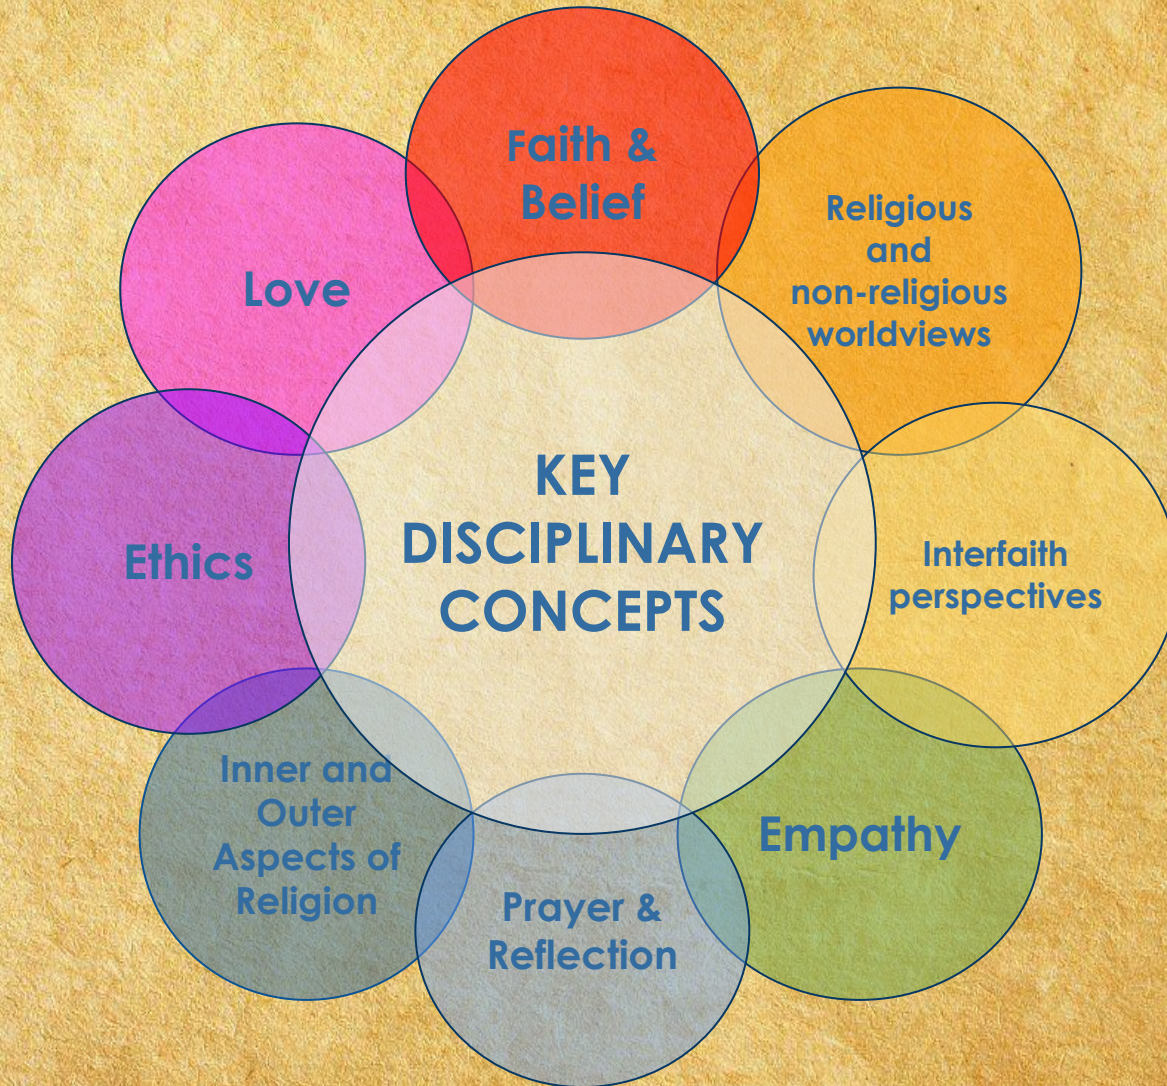 Faith &
Belief
Religious
and
non-religious
worldviews
Love
KEY
DISCIPLINARY
CONCEPTS
Ethics
Interfaith
perspectives
Inner and
Outer
Aspects of
Religion
Empathy
Prayer &
Reflection